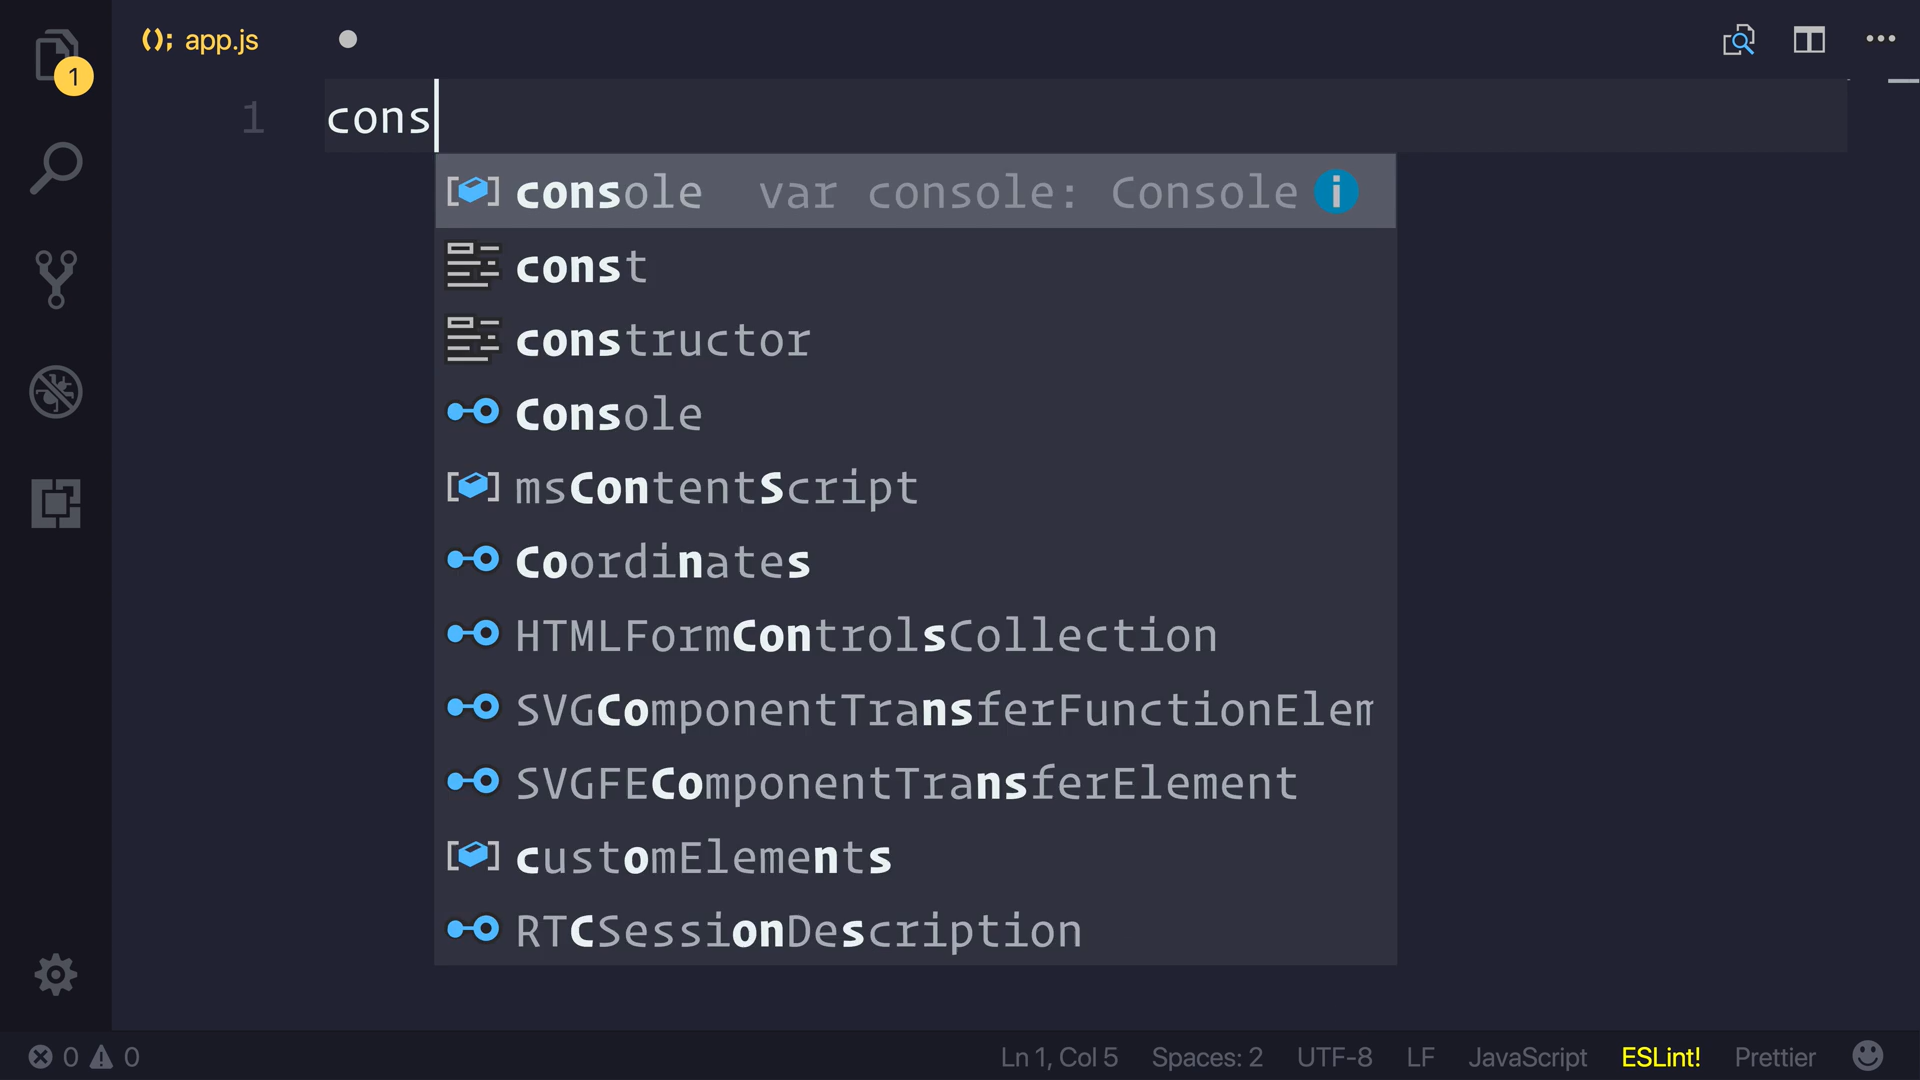 app.js
1
1 cons
console var console: Console
const
constructor
Console
msContentScript
Coordinates
HTMLFormControlsCollection
SVGComponentTransferFunctionElem
SVGFEComponentTransferElement
customElements
RTCSessionDescription
0 0 Ln 1, Col 5 Spaces: 2 UTF-8 LF JavaScript ESLint! Prettier